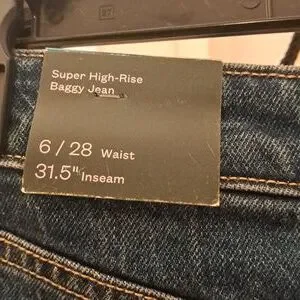 Super High-Rise
Baggy Jean
6 / 28 Waist
31.5" Inseam